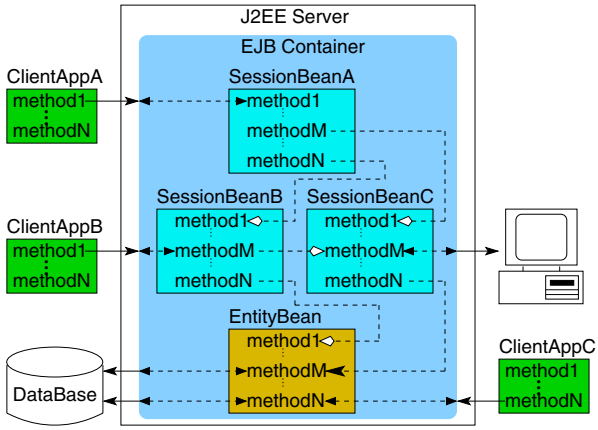 J2EE Server
EJB Container
ClientAppA
method1
methodN
SessionBeanA
method1
methodM
methodN
ClientAppB
method1
methodN
SessionBeanB
method1
methodM
methodN
SessionBeanC
method1
methodM
methodN
EntityBean
method1
methodM
methodN
DataBase
ClientAppC
method1
methodN